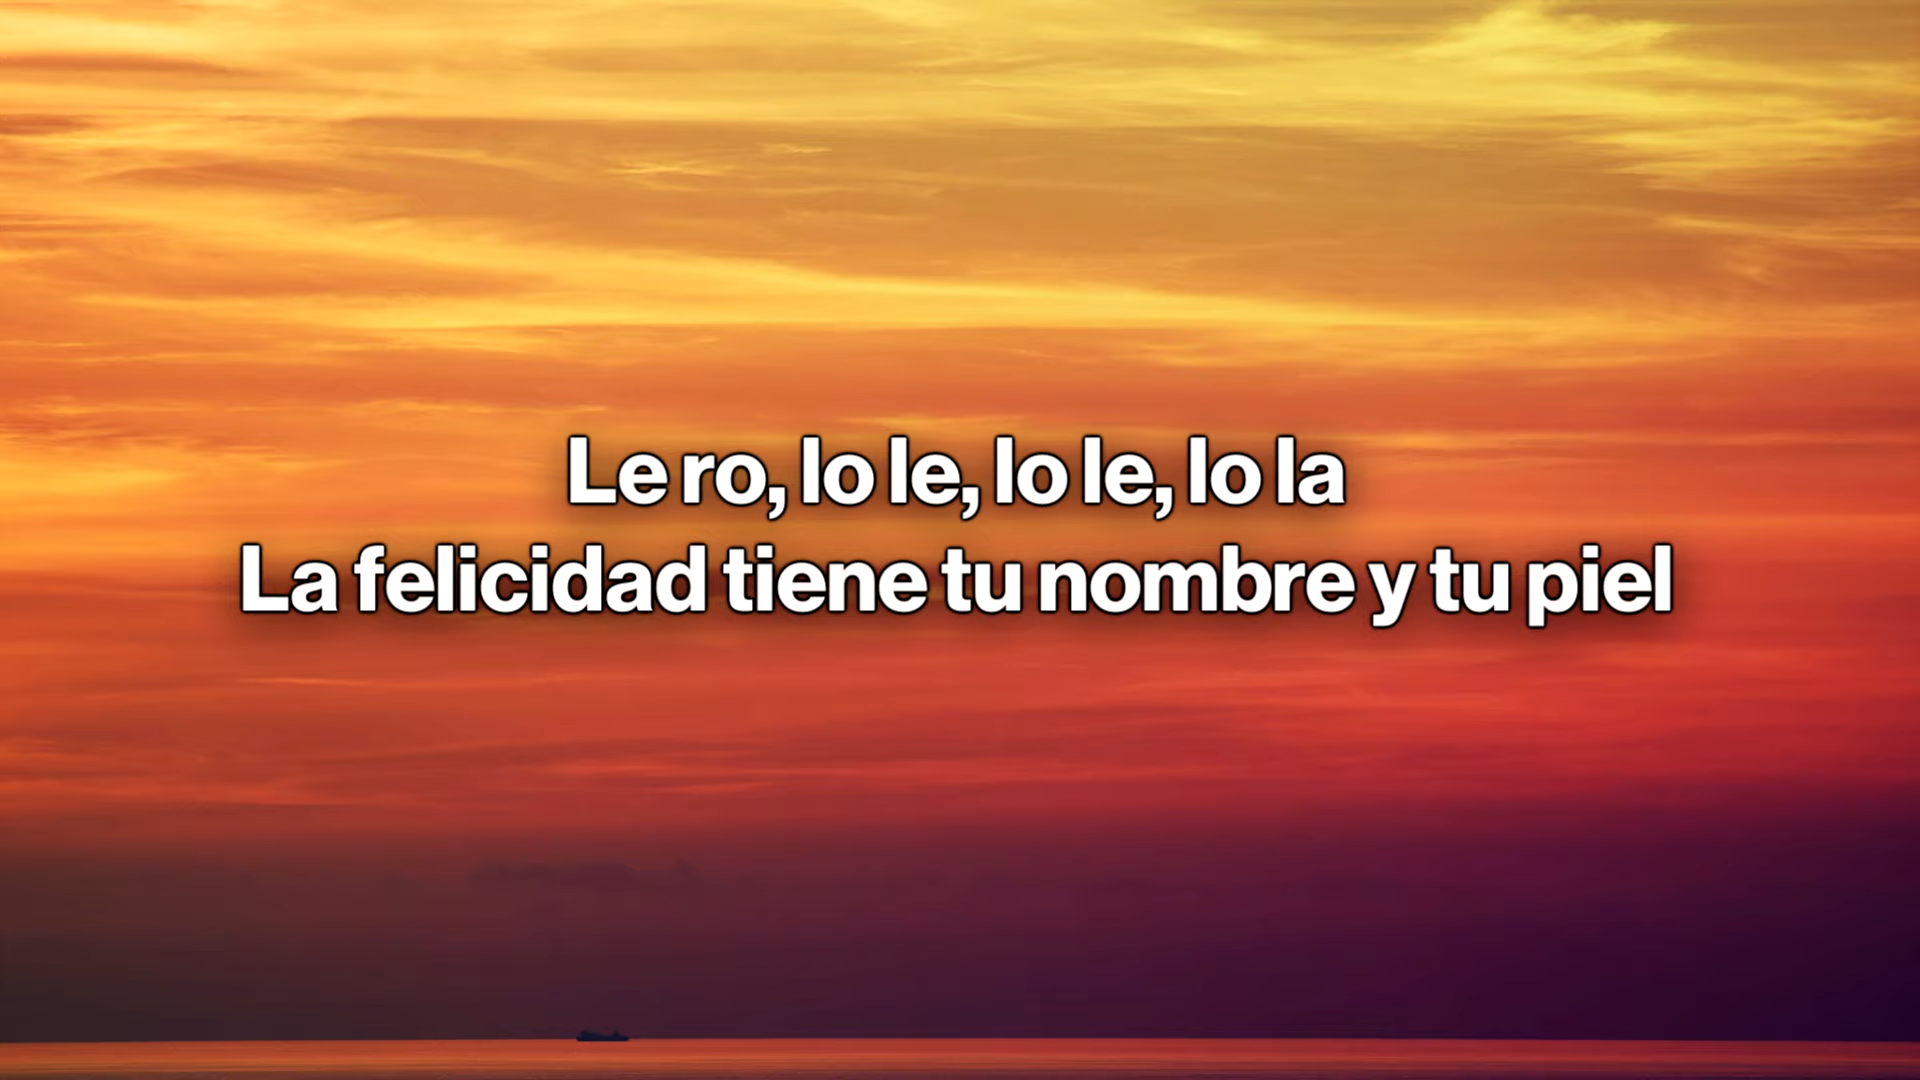 Le ro, lo le, lo le, lo la
La felicidad tiene tu nombre y tu piel